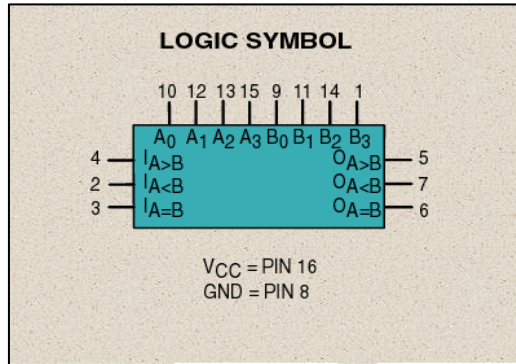 LOGIC SYMBOL
10 12 13 15 9 11 14 1
A0 A1 A2 A3 B0 B1 B2 B3
4 IA>B OA>B 5
2 IA<B OA<B 7
3 IA=B OA=B 6
VCC = PIN 16
GND = PIN 8